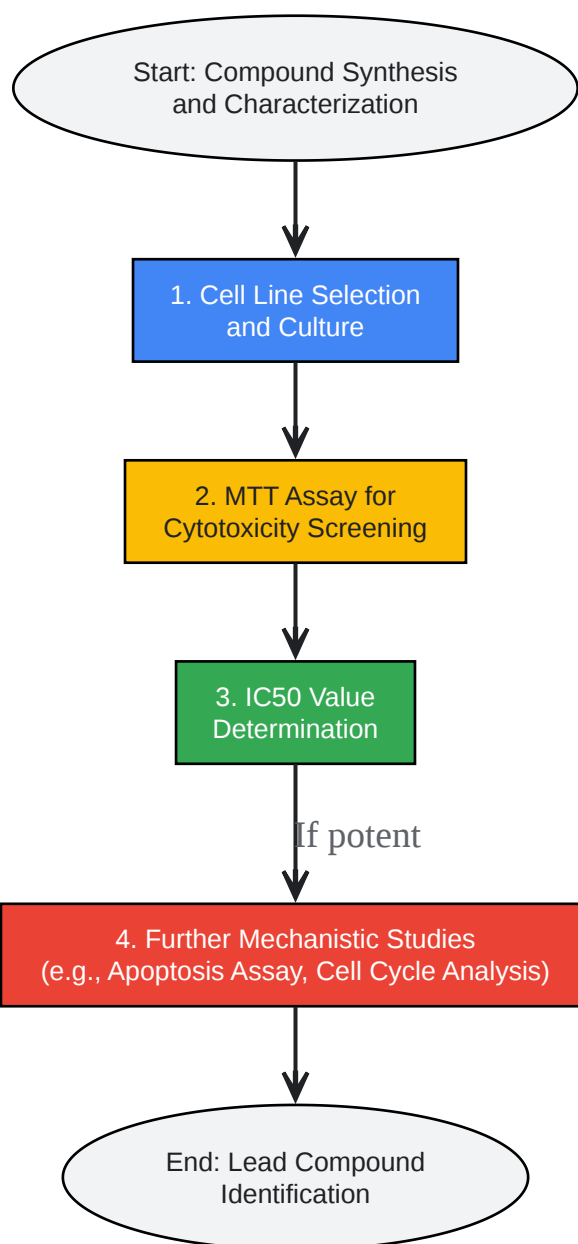 Start: Compound Synthesis
and Characterization
1. Cell Line Selection
and Culture
2. MTT Assay for
Cytotoxicity Screening
3. IC50 Value
Determination
If potent
4. Further Mechanistic Studies
(e.g., Apoptosis Assay, Cell Cycle Analysis)
End: Lead Compound
Identification